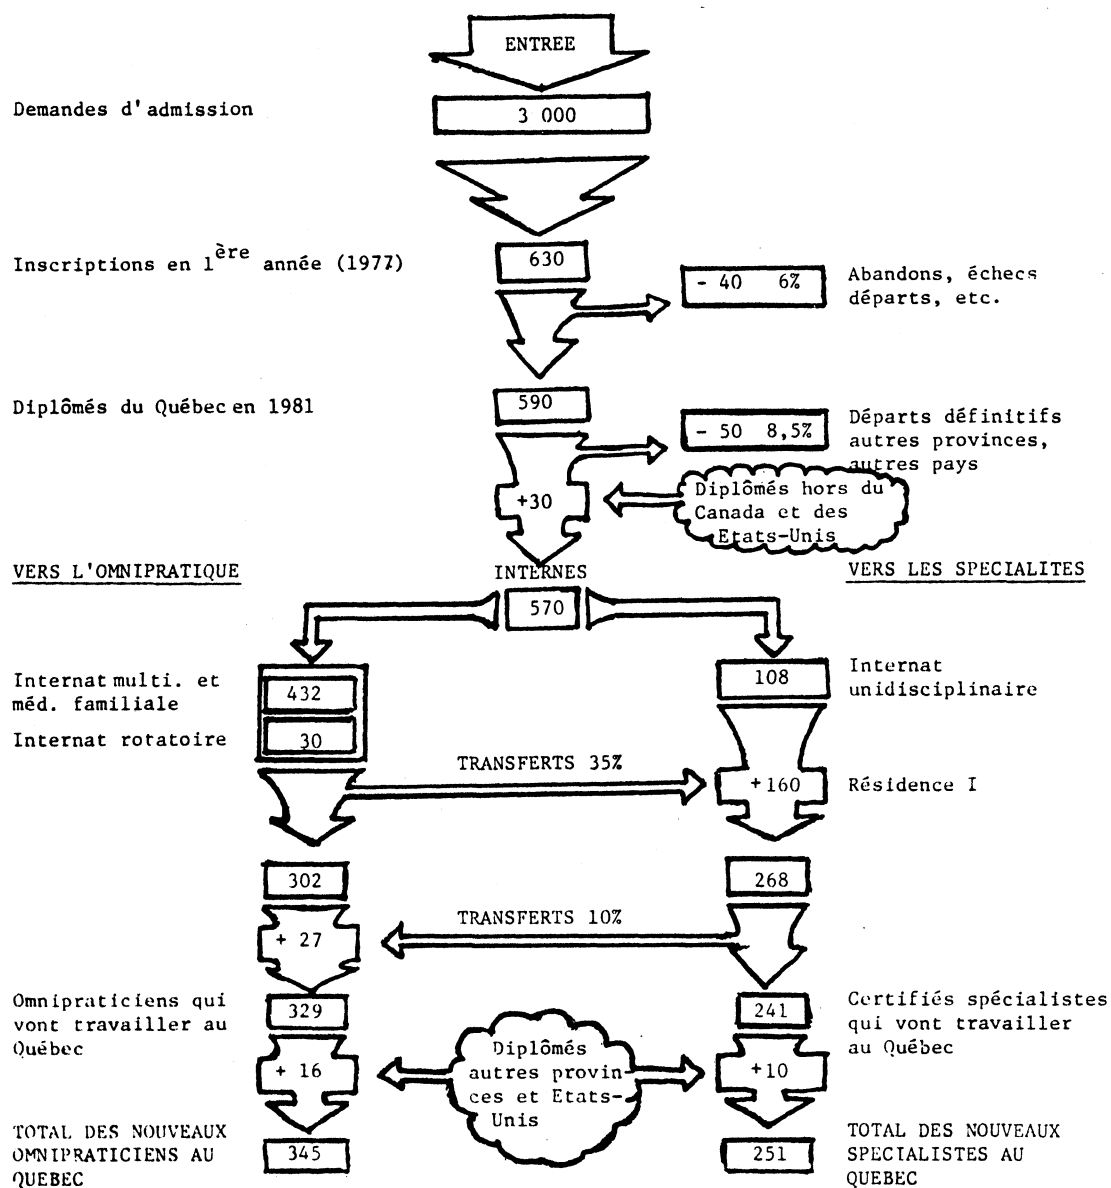 ENTREE
Demandes d'admission
3 000
Inscriptions en 1ère année (1977)
630
- 40 6%
Abandons, échecs
départs, etc.
Diplômés du Québec en 1981
590
- 50 8,5%
Départs définitifs
autres provinces,
autres pays
+30
Diplômés hors du
Canada et des
Etats-Unis
VERS L'OMNIPRATIQUE
INTERNES
VERS LES SPECIALITES
570
Internat multi. et
méd. familiale
432
108
Internat
unidisciplinaire
Internat rotatoire
30
TRANSFERTS 35%
+160
Résidence I
302
268
TRANSFERTS 10%
+ 27
Omnipraticiens qui
vont travailler au
Québec
329
241
Certifiés spécialistes
qui vont travailler
au Québec
+ 16
Diplômés
autres provin-
ces et Etats-
Unis
+10
TOTAL DES NOUVEAUX
OMNIPRATICIENS AU
QUEBEC
345
251
TOTAL DES NOUVEAUX
SPECIALISTES AU
QUEBEC